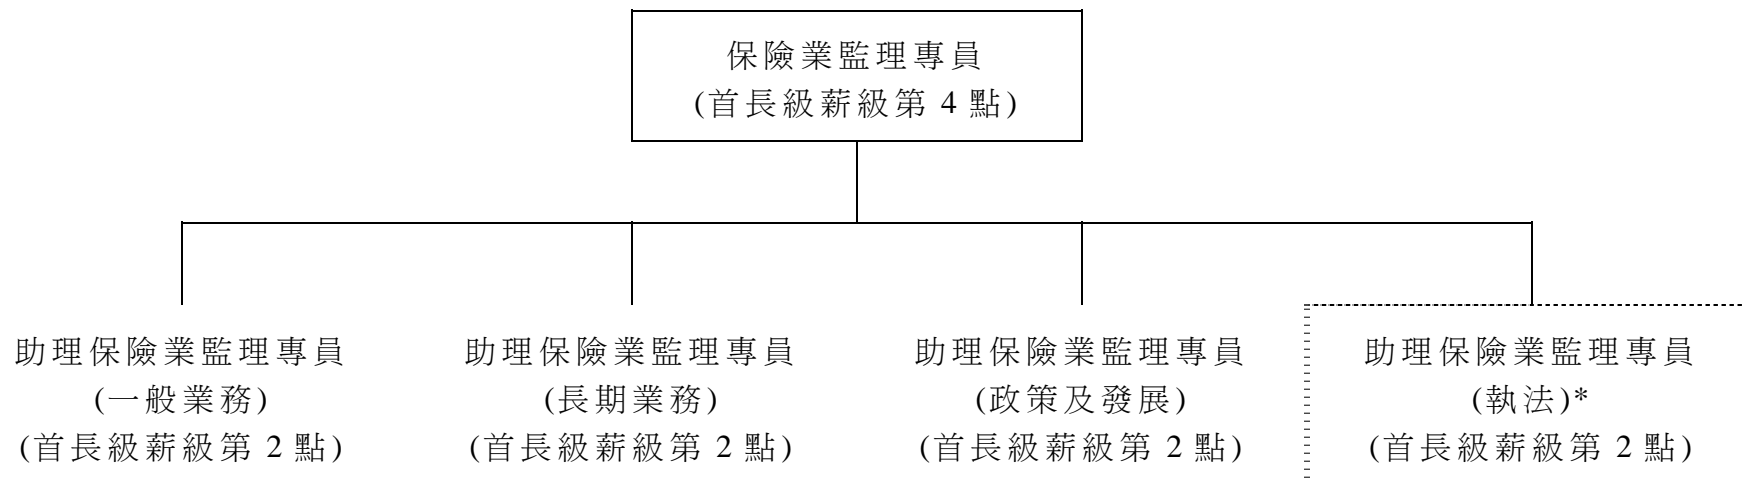 保險業監理專員
(首長級薪級第 4 點)
助理保險業監理專員
(一般業務)
(首長級薪級第 2 點)
助理保險業監理專員
(長期業務)
(首長級薪級第 2 點)
助理保險業監理專員
(政策及發展)
(首長級薪級第 2 點)
助理保險業監理專員
(執法)*
(首長級薪級第 2 點)